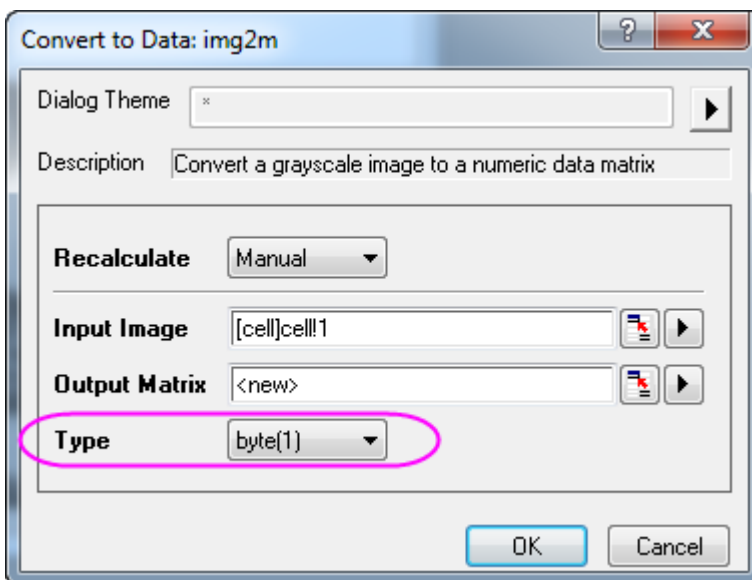 Convert to Data: img2m
Dialog Theme *
Description Convert a grayscale image to a numeric data matrix
Recalculate Manual
Input Image [cell]cell!1
Output Matrix <new>
Type byte(1)
OK Cancel